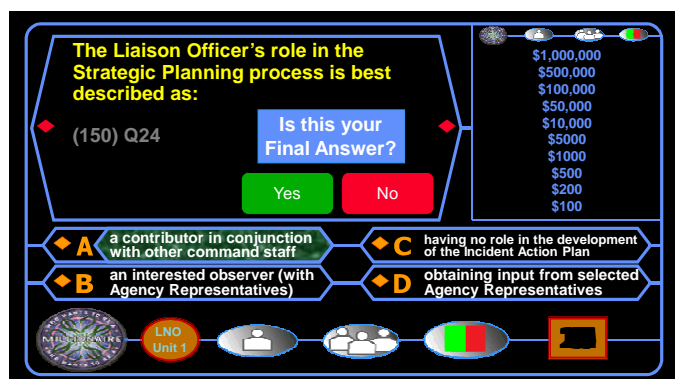 The Liaison Officer's role in the
Strategic Planning process is best
described as:
(150) Q24
Is this your
Final Answer?
Yes
No
$1,000,000
$500,000
$100,000
$50,000
$10,000
$5000
$1000
$500
$200
$100
A
a contributor in conjunction
with other command staff
C
having no role in the development
of the Incident Action Plan
B
an interested observer (with
Agency Representatives)
D
obtaining input from selected
Agency Representatives
MILLIONAIRE
LNO
Unit 1